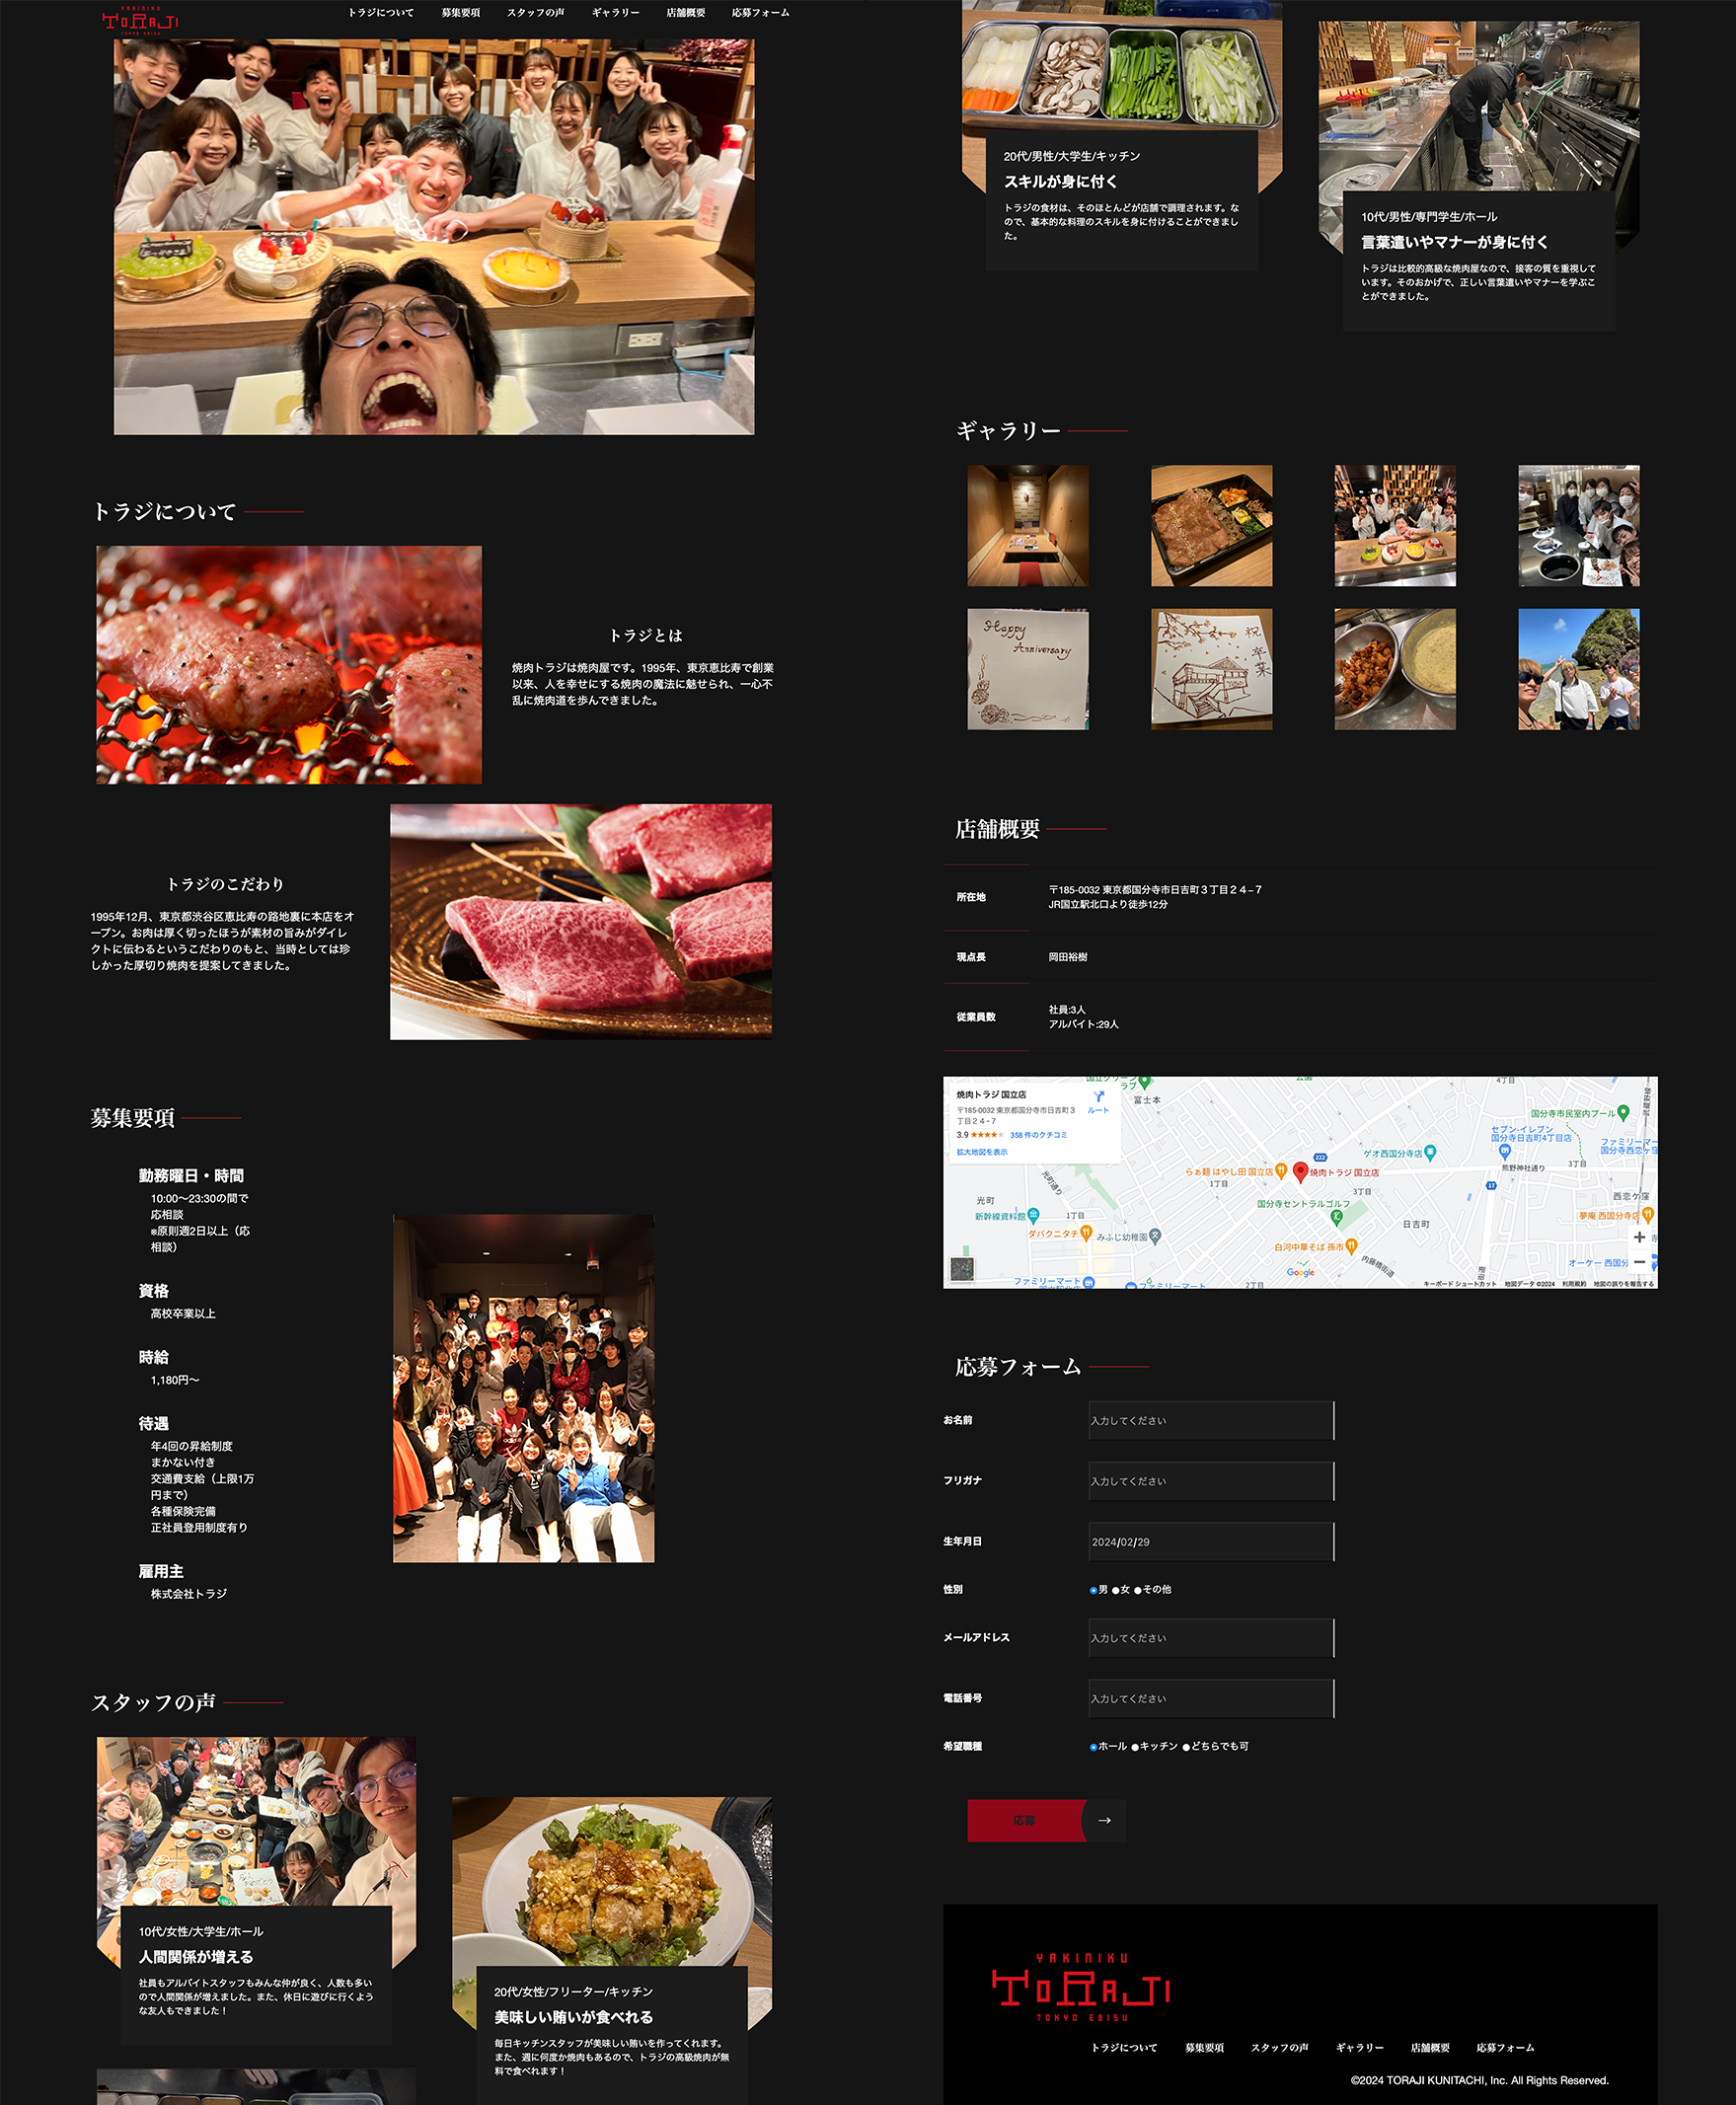 YAKINIKU
TORAJI
TOKYO EBISU
トラジについて
募集要項
スタッフの声
ギャラリー
店舗概要
応募フォーム
トラジについて
トラジとは
焼肉トラジは焼肉屋です。1995年、東京恵比寿で創業
以来、人を幸せにする焼肉の魔法に魅せられ、一心不
乱に焼肉道を歩んできました。
トラジのこだわり
1995年12月、東京都渋谷区恵比寿の路地裏に本店をオ
ープン。お肉は厚く切ったほうが素材の旨みがダイレ
クトに伝わるというこだわりのもと、当時としては珍
しかった厚切り焼肉を提案してきました。
募集要項
勤務曜日・時間
10:00〜23:30の間で
応相談
※原則週2日以上（応
相談）
資格
高校卒業以上
時給
1,180円〜
待遇
年4回の昇給制度
まかない付き
交通費支給（上限1万
円まで）
各種保険完備
正社員登用制度有り
雇用主
株式会社トラジ
スタッフの声
10代/女性/大学生/ホール
人間関係が増える
社員もアルバイトスタッフもみんな仲が良く、人数も多い
ので人間関係が増えました。また、休日に遊びに行くよう
な友人もできました！
20代/女性/フリーター/キッチン
美味しい賄いが食べれる
毎日キッチンスタッフが美味しい賄いを作ってくれます。
また、週に何度か焼肉もあるので、トラジの高級焼肉が無
料で食べれます！
20代/男性/大学生/キッチン
スキルが身に付く
トラジの食材は、そのほとんどが店舗で調理されます。な
ので、基本的な料理のスキルを身に付けることができまし
た。
10代/男性/専門学生/ホール
言葉遣いやマナーが身に付く
トラジは比較的高級な焼肉屋なので、接客の質を重視して
います。そのおかげで、正しい言葉遣いやマナーを学ぶこ
とができました。
ギャラリー
Happy
Anniversary
祝
卒業
店舗概要
所在地
〒185-0032 東京都国分寺市日吉町３丁目２４−７
JR国立駅北口より徒歩12分
現点長
岡田裕樹
従業員数
社員:3人
アルバイト:29人
焼肉トラジ 国立店
〒185-0032 東京都国分寺市日吉町３
丁目２４−７
ルート
3.9 ★★★★★ 358 件のクチコミ
拡大地図を表示
国立グリーン
ラブ
富士本
公園
4丁目
武蔵野線
国分寺市民室内プール
セブン-イレブン
国分寺日吉町4丁目店
ファミリーマー
国分寺西恋ヶ窪
ゲオ西国分寺店
222
らぁ麺 はやし田 国立店
焼肉トラジ 国立店
熊野神社通り
3丁目
1丁目
17
光町通り
光町
3丁目
西恋ケ窪
国分寺セントラルゴルフ
新幹線資料館
1丁目
日吉町
夢庵 西国分寺店
ダバクニタチ
みふじ幼稚園
白河中華そば 孫市
内藤橋街道
街道
オーケー 西国分
ファミリーマート
ファミリーマート
2丁目
Google
キーボード ショートカット
地図データ ©2024
利用規約
地図の誤りを報告する
応募フォーム
お名前
入力してください
フリガナ
入力してください
生年月日
2024/02/29
性別
男 女 その他
メールアドレス
入力してください
電話番号
入力してください
希望職種
ホール キッチン どちらでも可
応募
→
YAKINIKU
TORAJI
TOKYO EBISU
トラジについて
募集要項
スタッフの声
ギャラリー
店舗概要
応募フォーム
©2024 TORAJI KUNITACHI, Inc. All Rights Reserved.